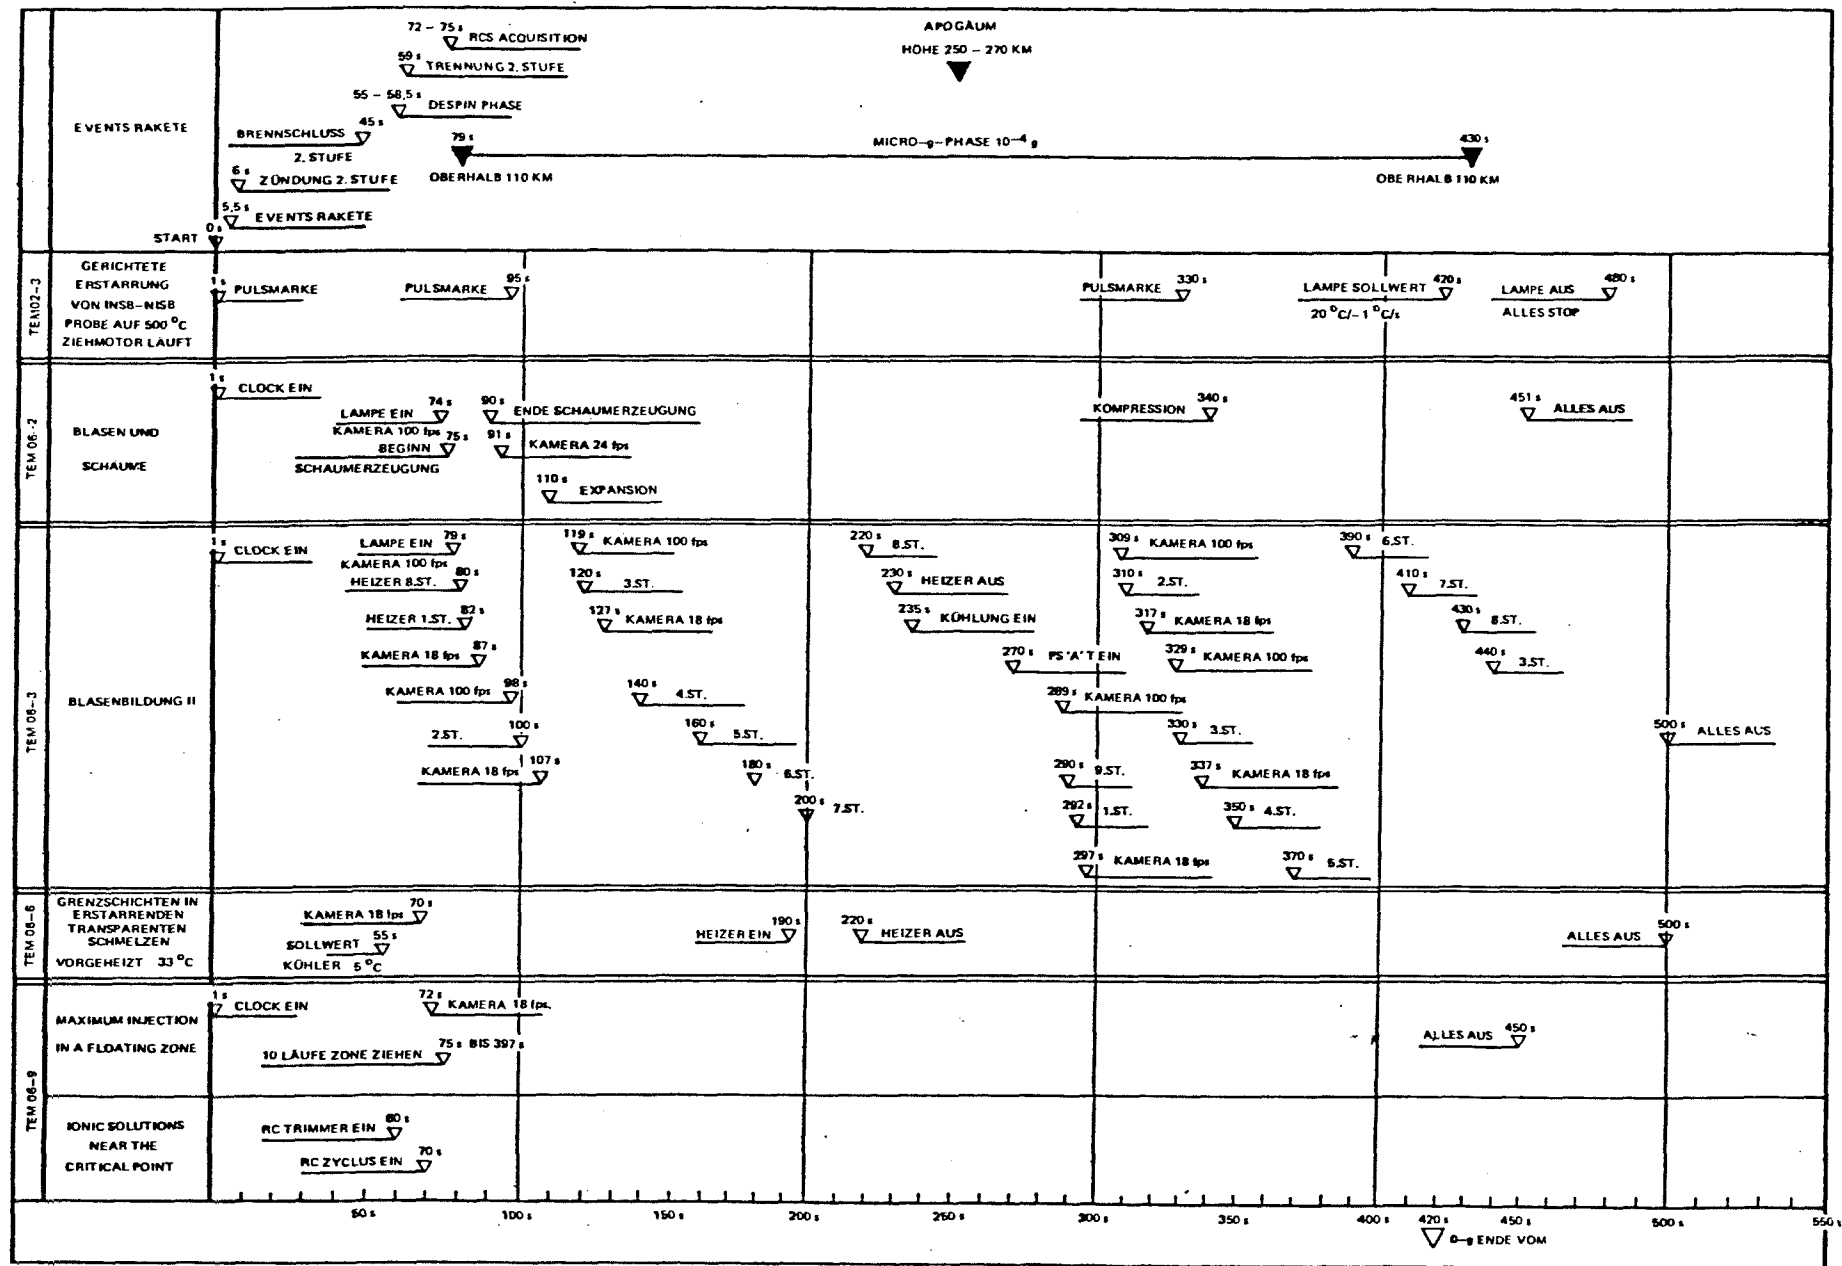 72 – 75 s RCS ACQUISITION
59 s TRENNUNG 2. STUFE
55 – 58,5 s DESPIN PHASE
BRENNSCHLUSS 45 s
2. STUFE
6 s ZÜNDUNG 2. STUFE
5,5 s EVENTS RAKETE
START 0 s
EVENTS RAKETE
APOGÄUM
HÖHE 250 – 270 KM
79 s MICRO–g–PHASE 10⁻⁴ g 430 s
OBERHALB 110 KM
OBERHALB 110 KM
TEM02–3
GERICHTETE
ERSTARRUNG
VON INSB–NISB
PROBE AUF 500 °C
ZIEHMOTOR LÄUFT
1 s PULSMARKE
PULSMARKE 95 s
PULSMARKE 330 s
LAMPE SOLLWERT 420 s
20 °C/– 1 °C/s
LAMPE AUS 480 s
ALLES STOP
TEM 06–2
BLASEN UND
SCHÄUME
1 s CLOCK EIN
LAMPE EIN 74 s
KAMERA 100 fps
BEGINN 75 s
SCHAUMERZEUGUNG
90 s ENDE SCHAUMERZEUGUNG
91 s KAMERA 24 fps
110 s EXPANSION
KOMPRESSION 340 s
451 s ALLES AUS
TEM 06–3
BLASENBILDUNG II
1 s CLOCK EIN
LAMPE EIN 79 s
KAMERA 100 fps
HEIZER 8.ST. 80 s
HEIZER 1.ST. 82 s
KAMERA 18 fps 87 s
KAMERA 100 fps 98 s
2.ST. 100 s
KAMERA 18 fps 107 s
119 s KAMERA 100 fps
120 s 3.ST.
127 s KAMERA 18 fps
140 s 4.ST.
160 s 5.ST.
180 s 6.ST.
200 s 7.ST.
220 s 8.ST.
230 s HEIZER AUS
235 s KÜHLUNG EIN
270 s PS 'A' T EIN
289 s KAMERA 100 fps
290 s 9.ST.
292 s 1.ST.
297 s KAMERA 18 fps
309 s KAMERA 100 fps
310 s 2.ST.
317 s KAMERA 18 fps
329 s KAMERA 100 fps
330 s 3.ST.
337 s KAMERA 18 fps
350 s 4.ST.
370 s 5.ST.
390 s 6.ST.
410 s 7.ST.
430 s 8.ST.
440 s 3.ST.
500 s ALLES AUS
TEM 06–6
GRENZSCHICHTEN IN
ERSTARRENDEN
TRANSPARENTEN
SCHMELZEN
VORGEHEIZT 33 °C
KAMERA 18 fps 70 s
SOLLWERT 55 s
KÜHLER 5 °C
HEIZER EIN 190 s
220 s HEIZER AUS
ALLES AUS 500 s
TEM 06–9
MAXIMUM INJECTION
IN A FLOATING ZONE
1 s CLOCK EIN
72 s KAMERA 18 fps.
10 LÄUFE ZONE ZIEHEN 75 s BIS 397 s
ALLES AUS 450 s
IONIC SOLUTIONS
NEAR THE
CRITICAL POINT
RC TRIMMER EIN 60 s
RC ZYCLUS EIN 70 s
50 s 100 s 150 s 200 s 250 s 300 s 350 s 400 s 420 s 450 s 500 s 550 s
0–g ENDE VOM